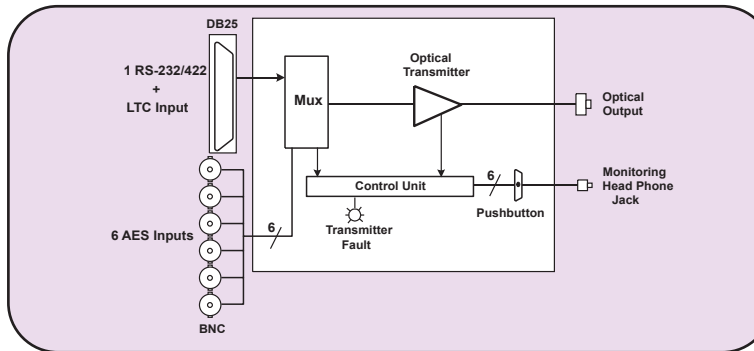 DB25
1 RS-232/422
+
LTC Input
Mux
Optical
Transmitter
Optical
Output
Control Unit
6
Pushbutton
Monitoring
Head Phone
Jack
Transmitter
Fault
6 AES Inputs
6
BNC